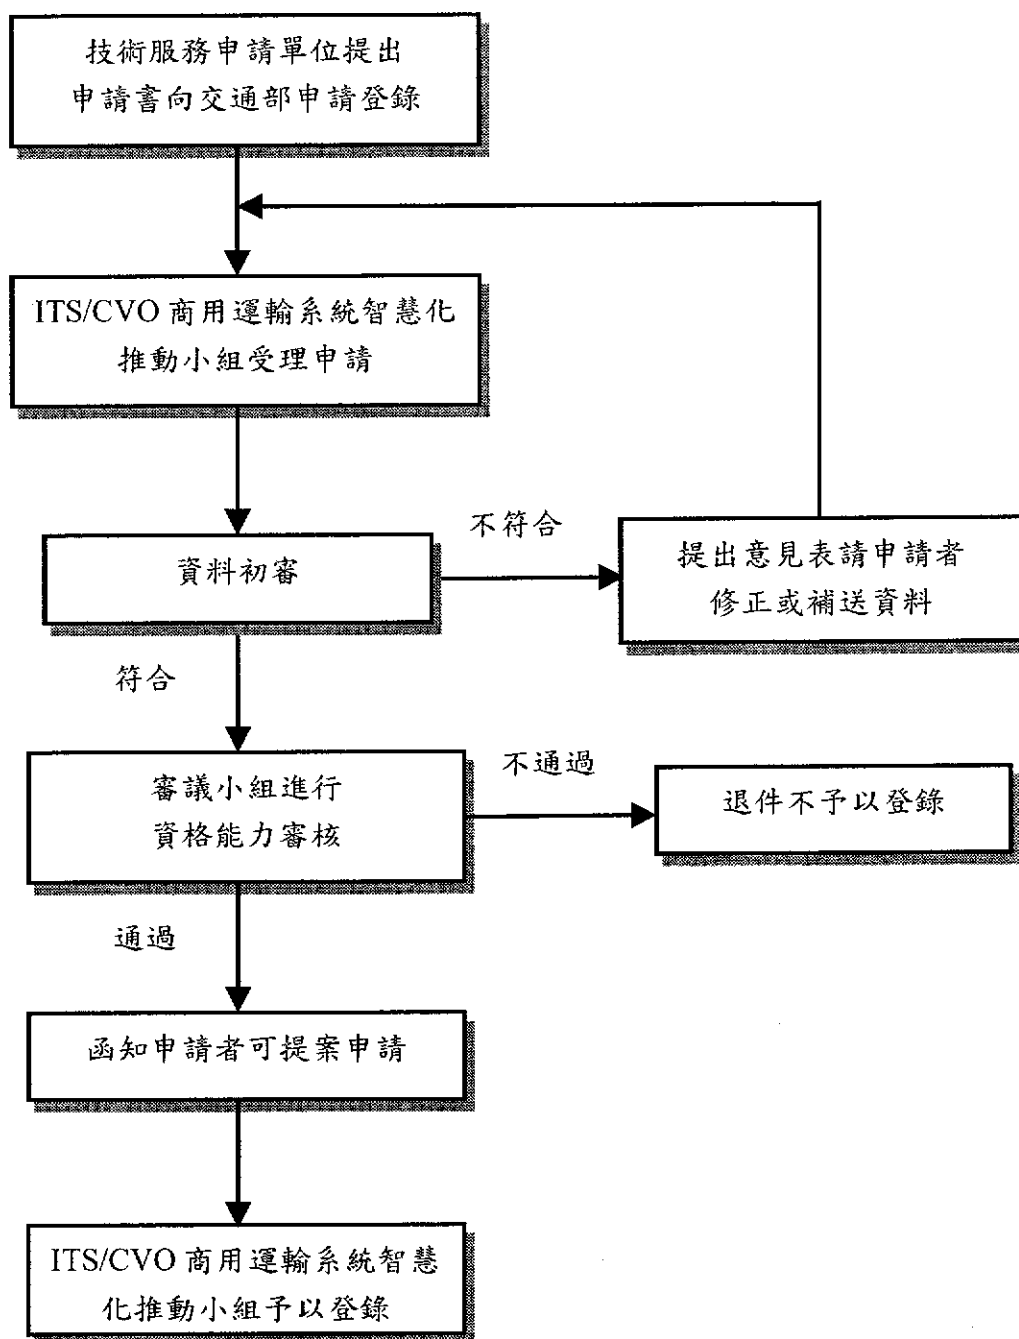 技術服務申請單位提出
申請書向交通部申請登錄
ITS/CVO 商用運輸系統智慧化
推動小組受理申請
資料初審
不符合
提出意見表請申請者
修正或補送資料
符合
審議小組進行
資格能力審核
不通過
退件不予以登錄
通過
函知申請者可提案申請
ITS/CVO 商用運輸系統智慧
化推動小組予以登錄